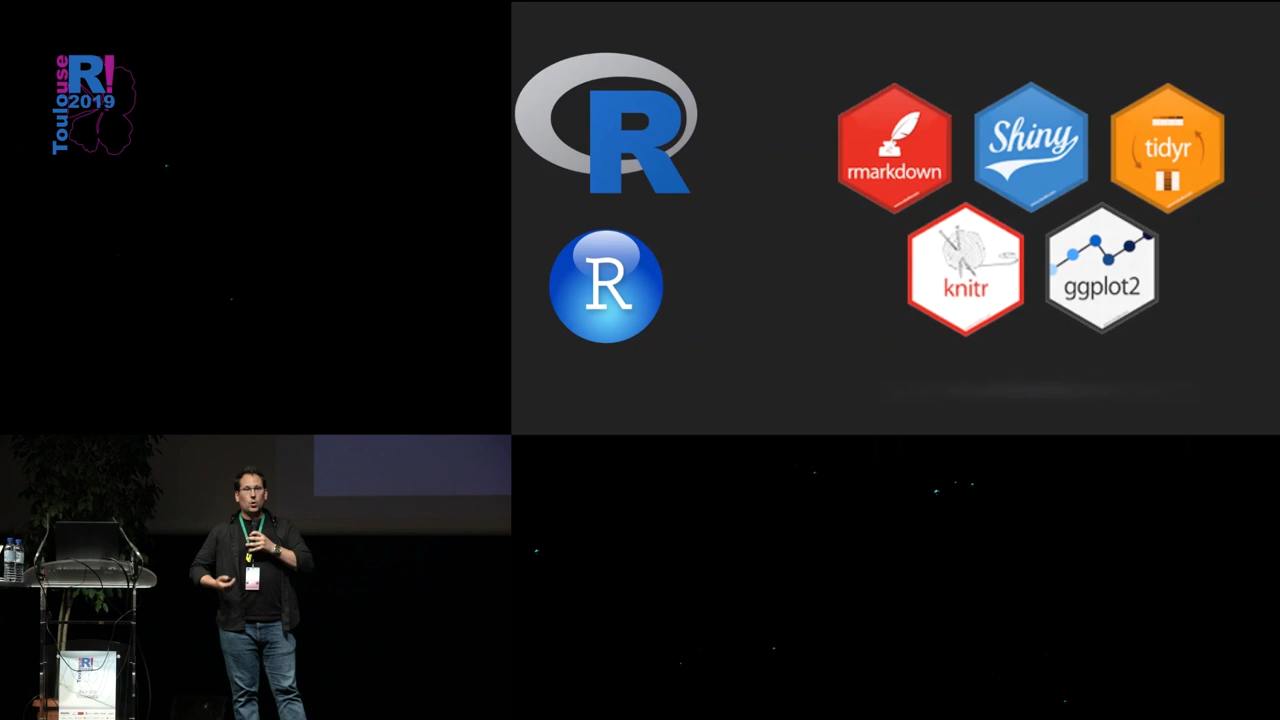 Toulouse
R!
2019
R
R
rmarkdown
Shiny
tidyr
knitr
ggplot2
R!